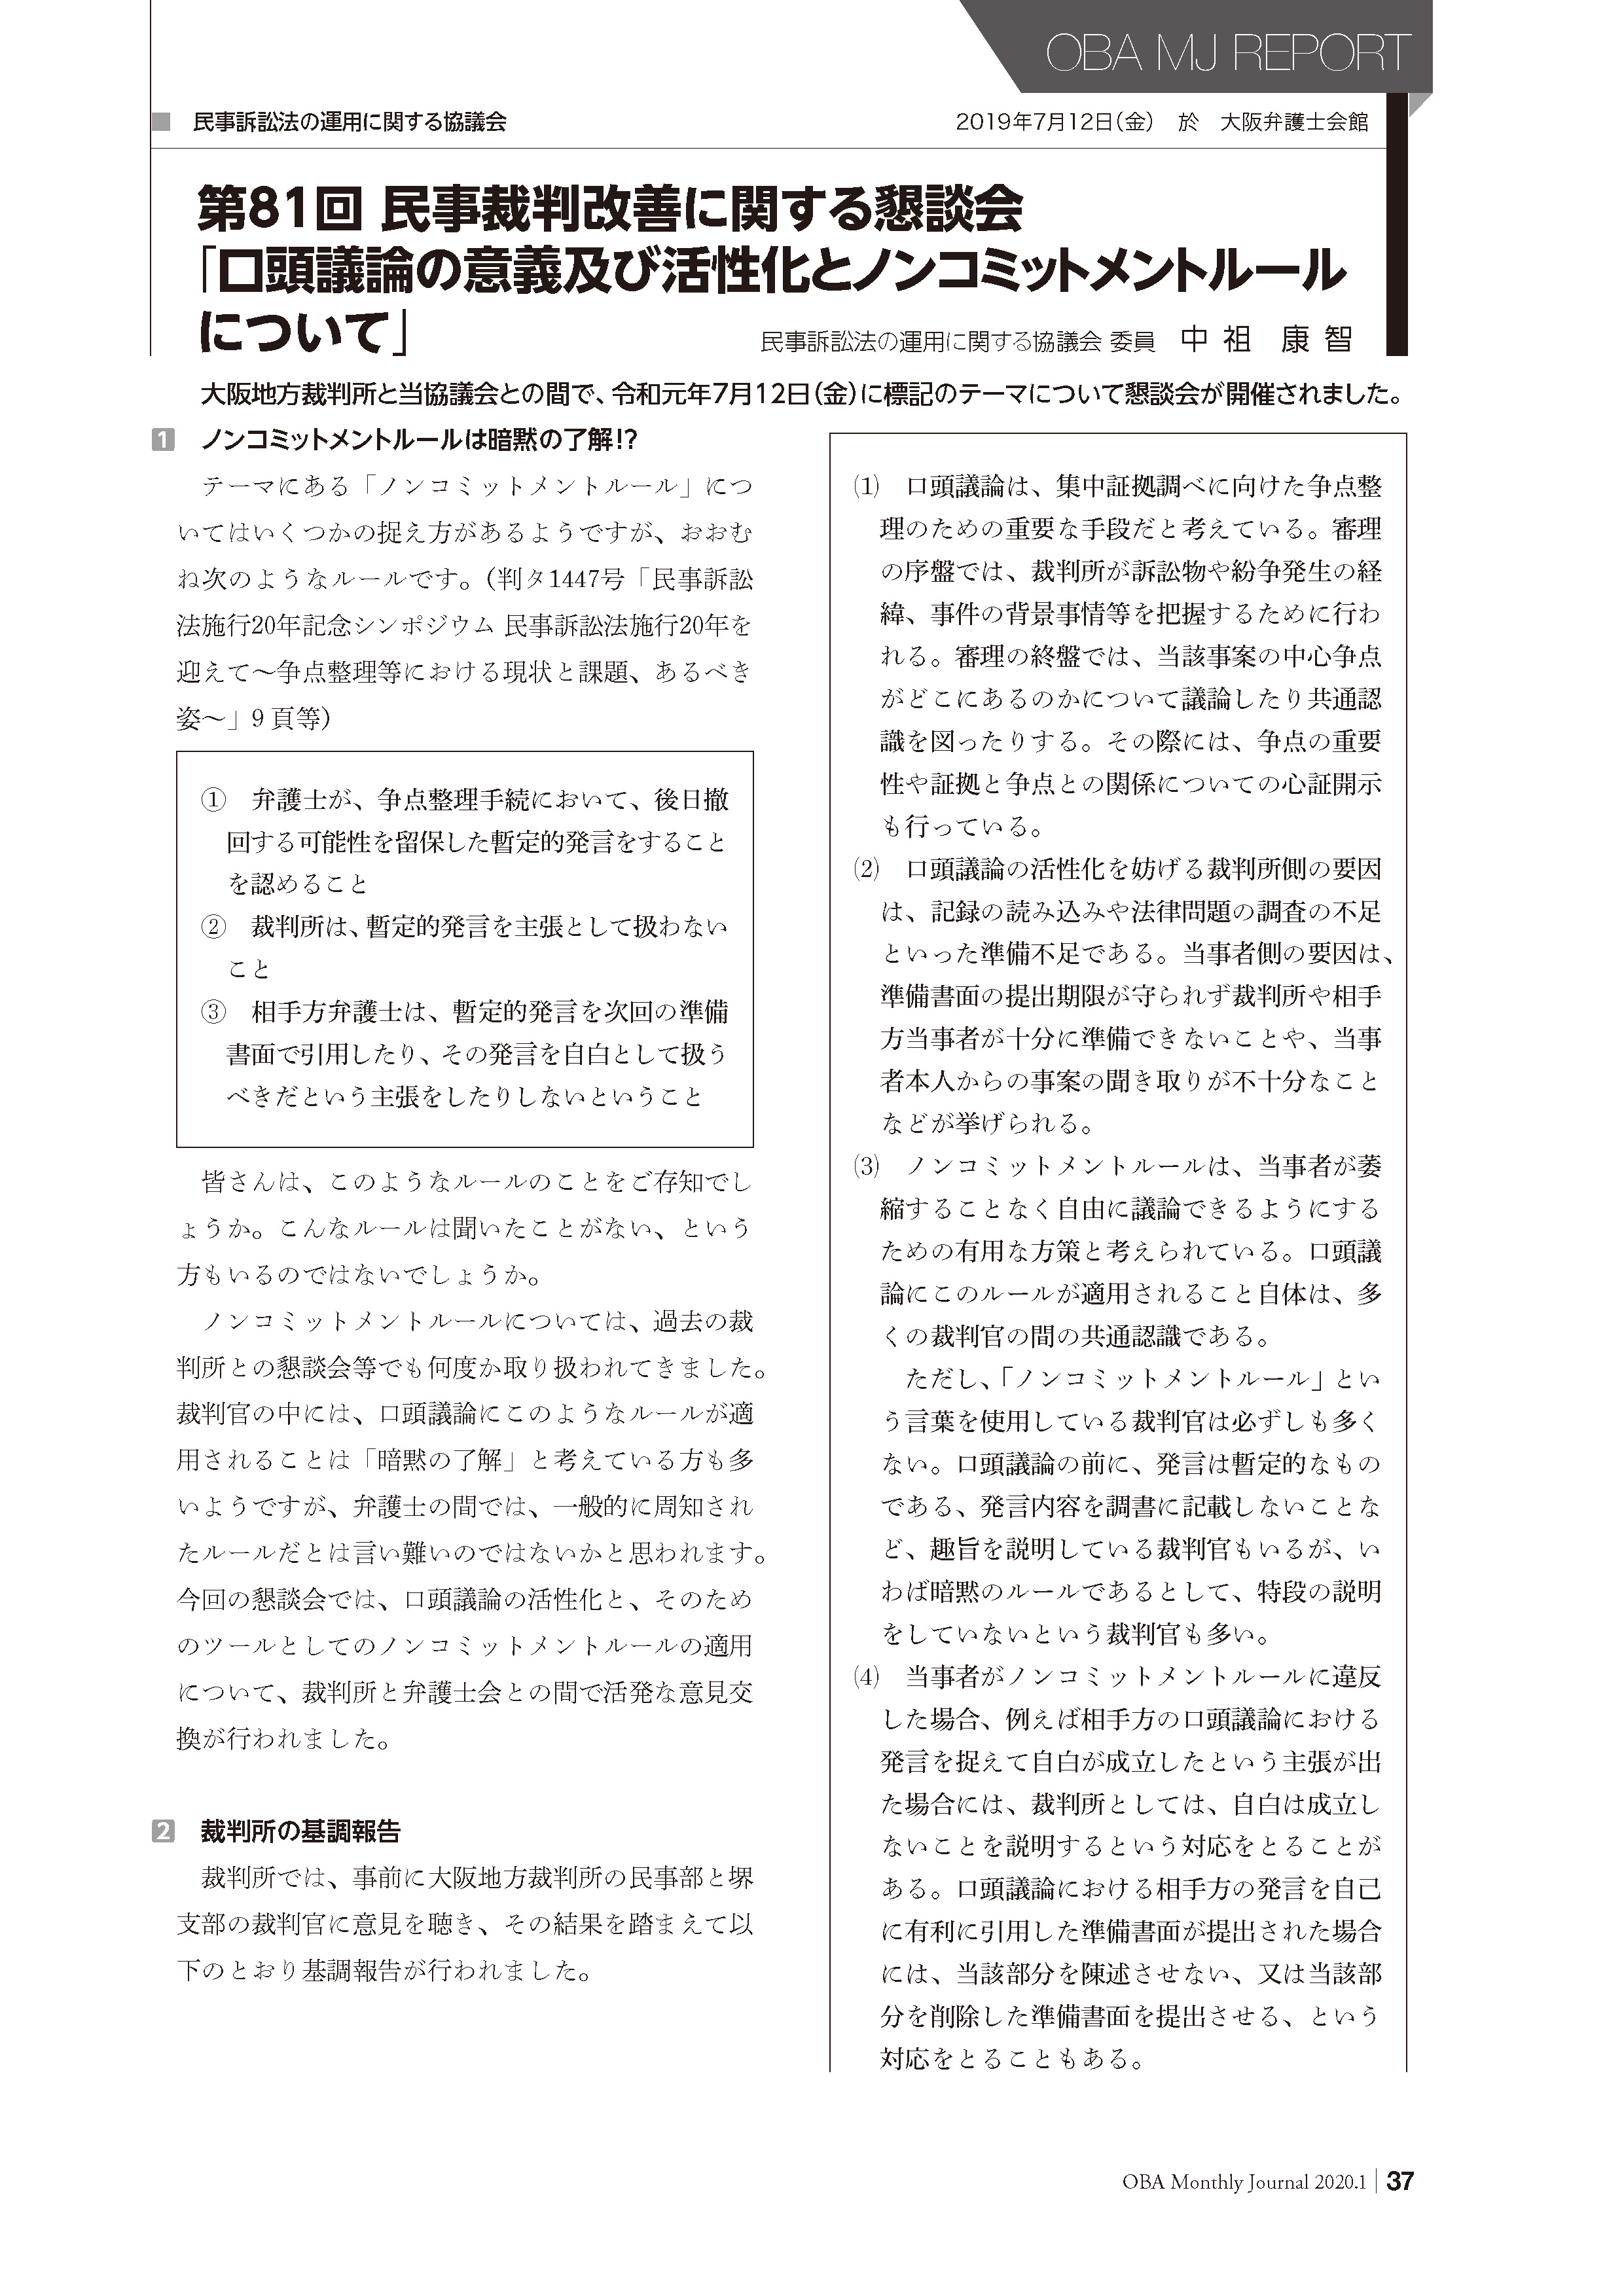 OBA MJ REPORT
民事訴訟法の運用に関する協議会
2019年7月12日(金)　於　大阪弁護士会館
第81回 民事裁判改善に関する懇談会
「口頭議論の意義及び活性化とノンコミットメントルール
について」
民事訴訟法の運用に関する協議会 委員　中祖　康智
大阪地方裁判所と当協議会との間で、令和元年7月12日(金)に標記のテーマについて懇談会が開催されました。
1　ノンコミットメントルールは暗黙の了解!?
　テーマにある「ノンコミットメントルール」につ
いてはいくつかの捉え方があるようですが、おおむ
ね次のようなルールです。(判タ1447号「民事訴訟
法施行20年記念シンポジウム 民事訴訟法施行20年を
迎えて〜争点整理等における現状と課題、あるべき
姿〜」9頁等)
①　弁護士が、争点整理手続において、後日撤
回する可能性を留保した暫定的発言をすること
を認めること
②　裁判所は、暫定的発言を主張として扱わない
こと
③　相手方弁護士は、暫定的発言を次回の準備
書面で引用したり、その発言を自白として扱う
べきだという主張をしたりしないということ
　皆さんは、このようなルールのことをご存知でし
ょうか。こんなルールは聞いたことがない、という
方もいるのではないでしょうか。
　ノンコミットメントルールについては、過去の裁
判所との懇談会等でも何度か取り扱われてきました。
裁判官の中には、口頭議論にこのようなルールが適
用されることは「暗黙の了解」と考えている方も多
いようですが、弁護士の間では、一般的に周知され
たルールだとは言い難いのではないかと思われます。
今回の懇談会では、口頭議論の活性化と、そのため
のツールとしてのノンコミットメントルールの適用
について、裁判所と弁護士会との間で活発な意見交
換が行われました。
2　裁判所の基調報告
　裁判所では、事前に大阪地方裁判所の民事部と堺
支部の裁判官に意見を聴き、その結果を踏まえて以
下のとおり基調報告が行われました。
⑴　口頭議論は、集中証拠調べに向けた争点整
理のための重要な手段だと考えている。審理
の序盤では、裁判所が訴訟物や紛争発生の経
緯、事件の背景事情等を把握するために行わ
れる。審理の終盤では、当該事案の中心争点
がどこにあるのかについて議論したり共通認
識を図ったりする。その際には、争点の重要
性や証拠と争点との関係についての心証開示
も行っている。
⑵　口頭議論の活性化を妨げる裁判所側の要因
は、記録の読み込みや法律問題の調査の不足
といった準備不足である。当事者側の要因は、
準備書面の提出期限が守られず裁判所や相手
方当事者が十分に準備できないことや、当事
者本人からの事案の聞き取りが不十分なこと
などが挙げられる。
⑶　ノンコミットメントルールは、当事者が萎
縮することなく自由に議論できるようにする
ための有用な方策と考えられている。口頭議
論にこのルールが適用されること自体は、多
くの裁判官の間の共通認識である。
　ただし、「ノンコミットメントルール」とい
う言葉を使用している裁判官は必ずしも多く
ない。口頭議論の前に、発言は暫定的なもの
である、発言内容を調書に記載しないことな
ど、趣旨を説明している裁判官もいるが、い
わば暗黙のルールであるとして、特段の説明
をしていないという裁判官も多い。
⑷　当事者がノンコミットメントルールに違反
した場合、例えば相手方の口頭議論における
発言を捉えて自白が成立したという主張が出
た場合には、裁判所としては、自白は成立し
ないことを説明するという対応をとることが
ある。口頭議論における相手方の発言を自己
に有利に引用した準備書面が提出された場合
には、当該部分を陳述させない、又は当該部
分を削除した準備書面を提出させる、という
対応をとることもある。
OBA Monthly Journal 2020.1 | 37